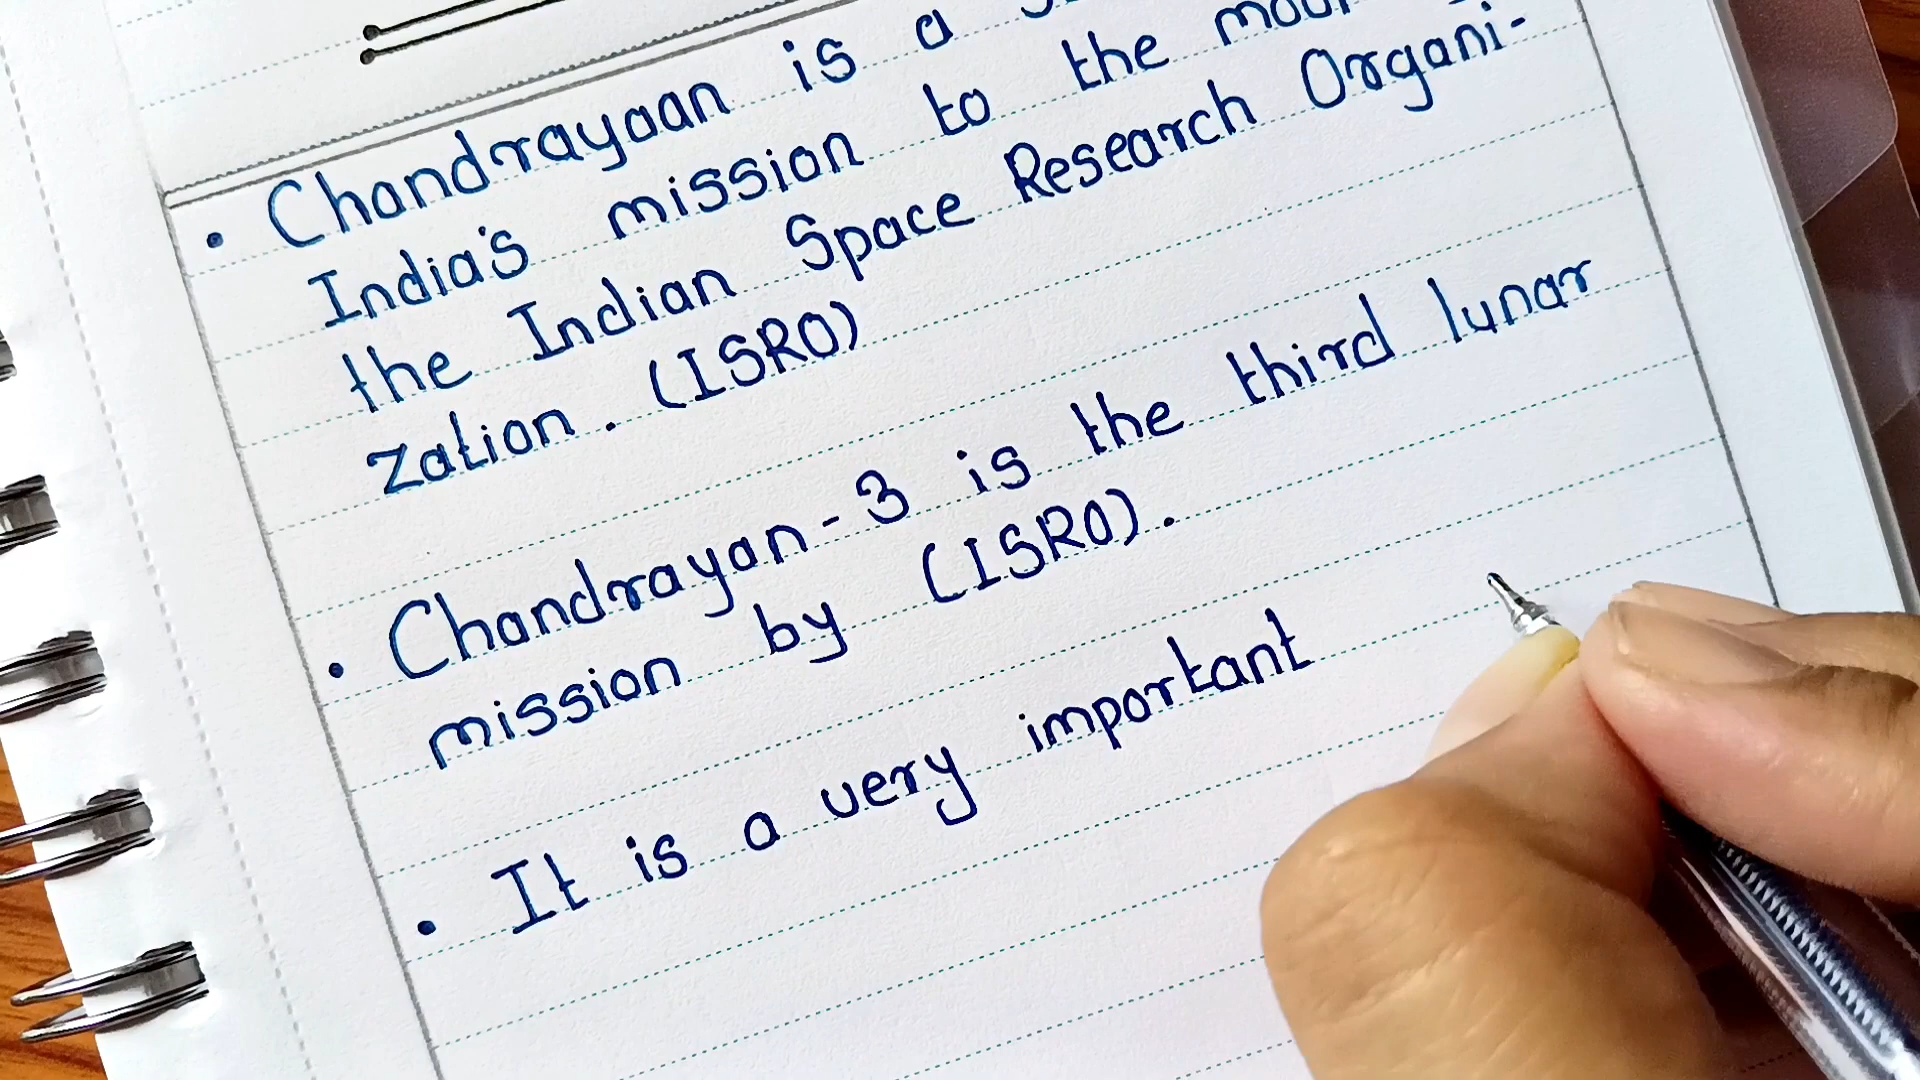 • Chandrayaan is a
India's mission to the
the Indian Space Research Organi-
zation. (ISRO)
• Chandrayan-3 is the third lunar
mission by (ISRO).
• It is a very important